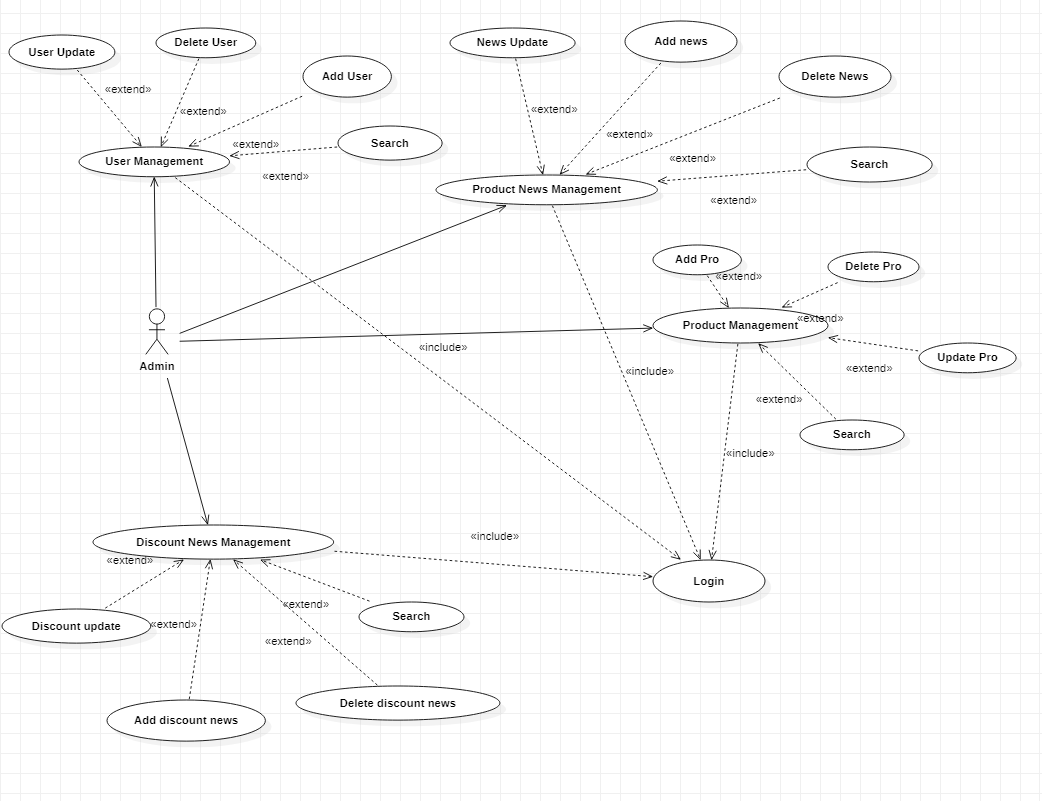 User Update
Delete User
News Update
Add news
Add User
Delete News
«extend»
«extend»
«extend»
«extend»
Search
«extend»
User Management
«extend»
«extend»
Search
Product News Management
«extend»
Add Pro
«extend»
Delete Pro
«extend»
Product Management
«include»
Update Pro
Admin
«include»
«extend»
«extend»
Search
«include»
«include»
Discount News Management
«extend»
Login
«extend»
Search
Discount update
«extend»
«extend»
Delete discount news
Add discount news